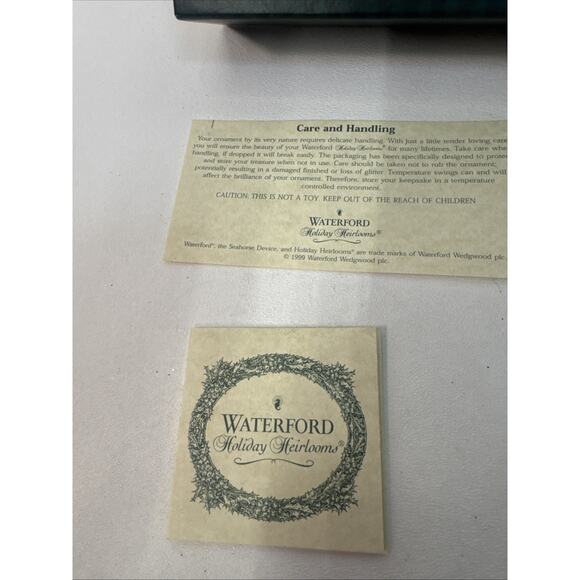 Care and Handling
Your ornament by its very nature requires delicate handling. With just a little tender loving care
you will ensure the beauty of your Waterford Holiday Heirlooms® for many lifetimes. Take care whe
handling, if dropped it will break easily. The packaging has been specifically designed to protec
and store your treasure when not in use. Care should be taken not to rub the ornament,
potentially resulting in a damaged finished or loss of glitter. Temperature swings can and will
affect the brilliance of your ornament. Therefore, store your keepsake in a temperature
controlled environment.
CAUTION: THIS IS NOT A TOY. KEEP OUT OF THE REACH OF CHILDREN
WATERFORD
Holiday Heirlooms®
Waterford®, the Seahorse Device, and Holiday Heirlooms® are trade marks of Waterford Wedgwood plc.
© 1999 Waterford Wedgwood plc.
WATERFORD
Holiday Heirlooms®